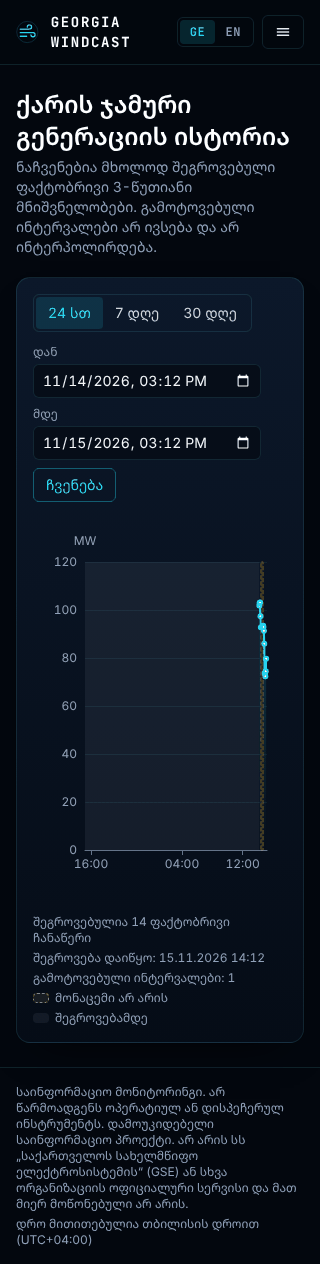 GEORGIA
WINDCAST
GE EN
ქარის ჯამური
გენერაციის ისტორია
ნაჩვენებია მხოლოდ შეგროვებული
ფაქტობრივი 3-წუთიანი
მნიშვნელობები. გამოტოვებული
ინტერვალები არ ივსება და არ
ინტერპოლირდება.
24 სთ 7 დღე 30 დღე
დან
11/14/2026, 03:12 PM
მდე
11/15/2026, 03:12 PM
ჩვენება
MW
120
100
80
60
40
20
0
16:00 04:00 12:00
შეგროვებულია 14 ფაქტობრივი
ჩანაწერი
შეგროვება დაიწყო: 15.11.2026 14:12
გამოტოვებული ინტერვალები: 1
მონაცემი არ არის
შეგროვებამდე
საინფორმაციო მონიტორინგი. არ
წარმოადგენს ოპერატიულ ან დისპეჩერულ
ინსტრუმენტს. დამოუკიდებელი
საინფორმაციო პროექტი. არ არის სს
„საქართველოს სახელმწიფო
ელექტროსისტემის“ (GSE) ან სხვა
ორგანიზაციის ოფიციალური სერვისი და მათ
მიერ მოწონებული არ არის.
დრო მითითებულია თბილისის დროით
(UTC+04:00)